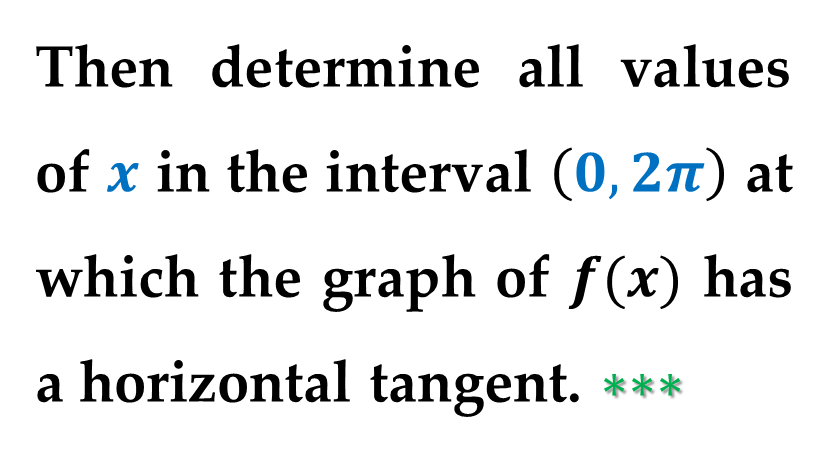 Then determine all values
of x in the interval (0, 2π) at
which the graph of f(x) has
a horizontal tangent. ***